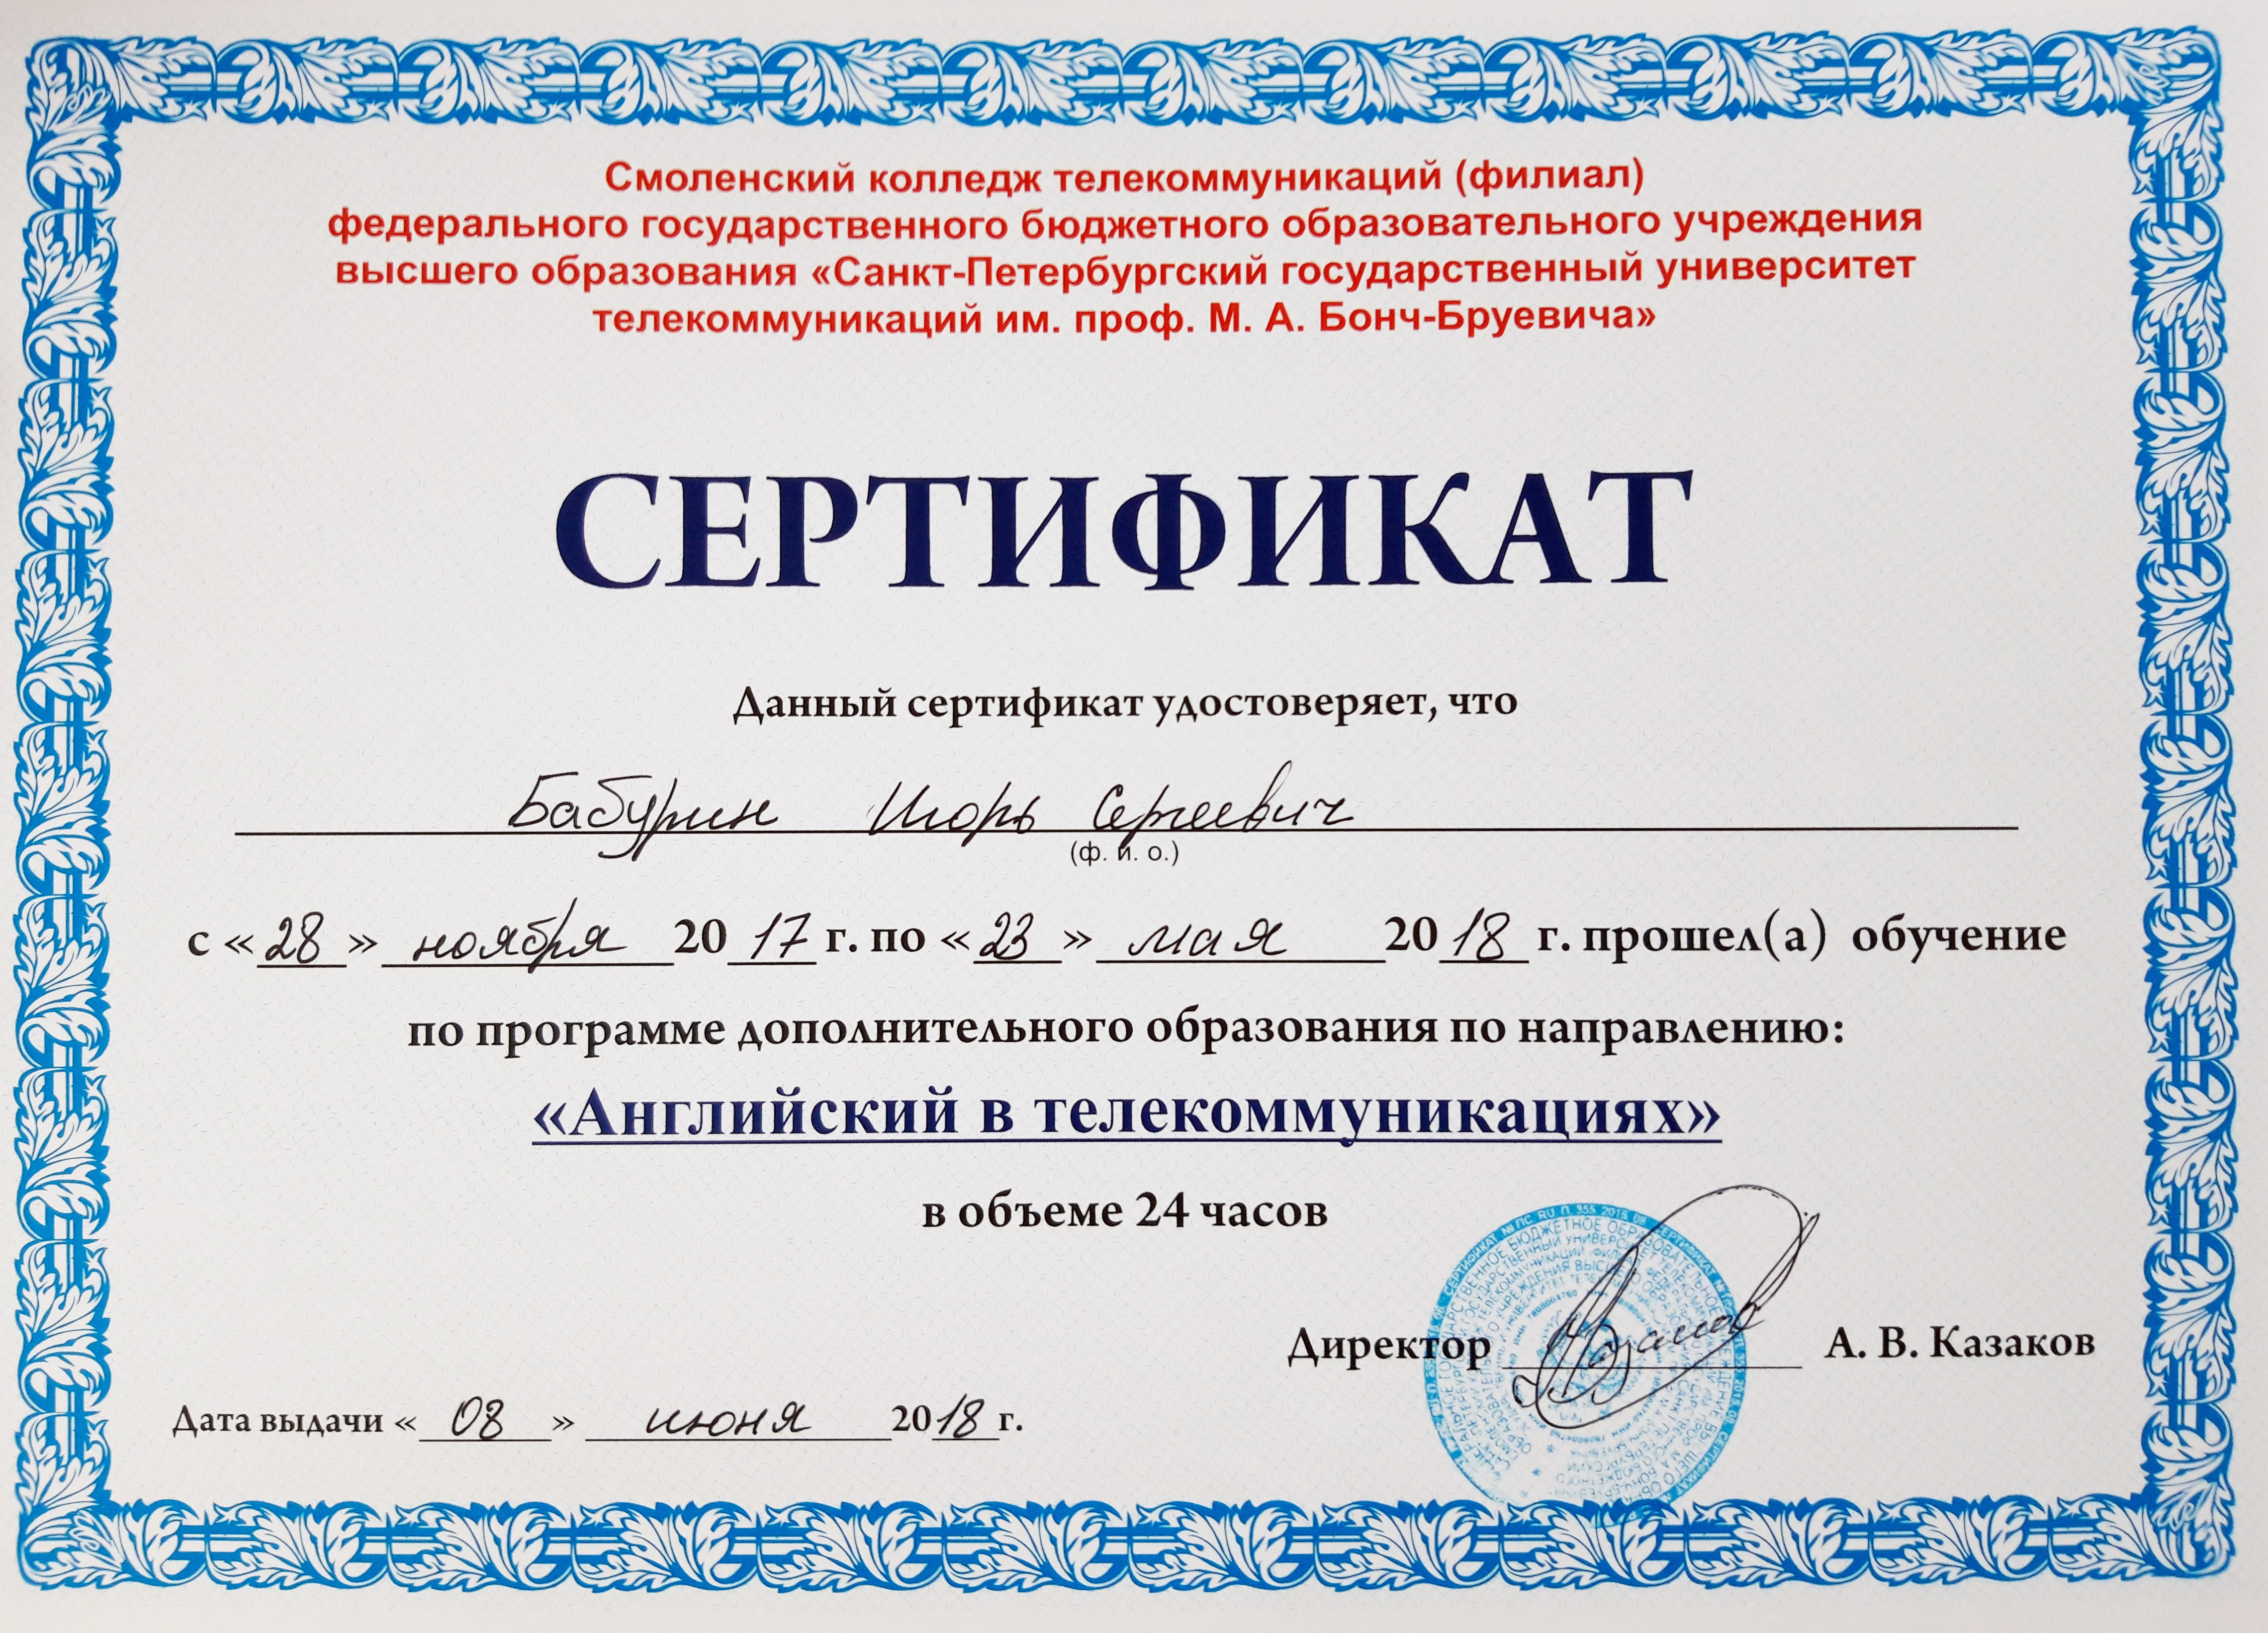 Смоленский колледж телекоммуникаций (филиал)
федерального государственного бюджетного образовательного учреждения
высшего образования «Санкт-Петербургский государственный университет
телекоммуникаций им. проф. М. А. Бонч-Бруевича»
СЕРТИФИКАТ
Данный сертификат удостоверяет, что
Бабурин Игорь Сергеевич
(ф. и. о.)
с «28» ноября 2017 г. по «23» мая 2018 г. прошел(а) обучение
по программе дополнительного образования по направлению:
«Английский в телекоммуникациях»
в объеме 24 часов
Директор А. В. Казаков
Дата выдачи «08» июня 2018 г.